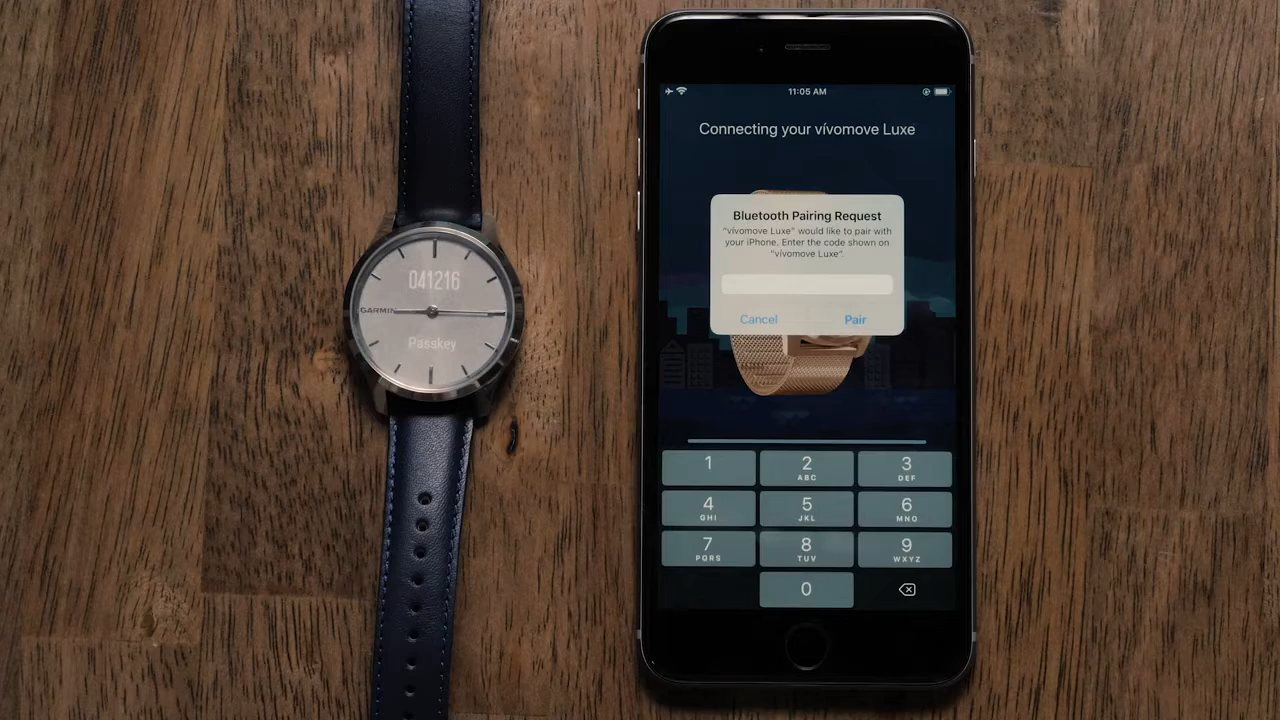 041216
GARMIN
Passkey
11:05 AM
Connecting your vívomove Luxe
Bluetooth Pairing Request
“vívomove Luxe” would like to pair with
your iPhone. Enter the code shown on
“vívomove Luxe”.
Cancel Pair
1 2 3
ABC DEF
4 5 6
GHI JKL MNO
7 8 9
PQRS TUV WXYZ
0